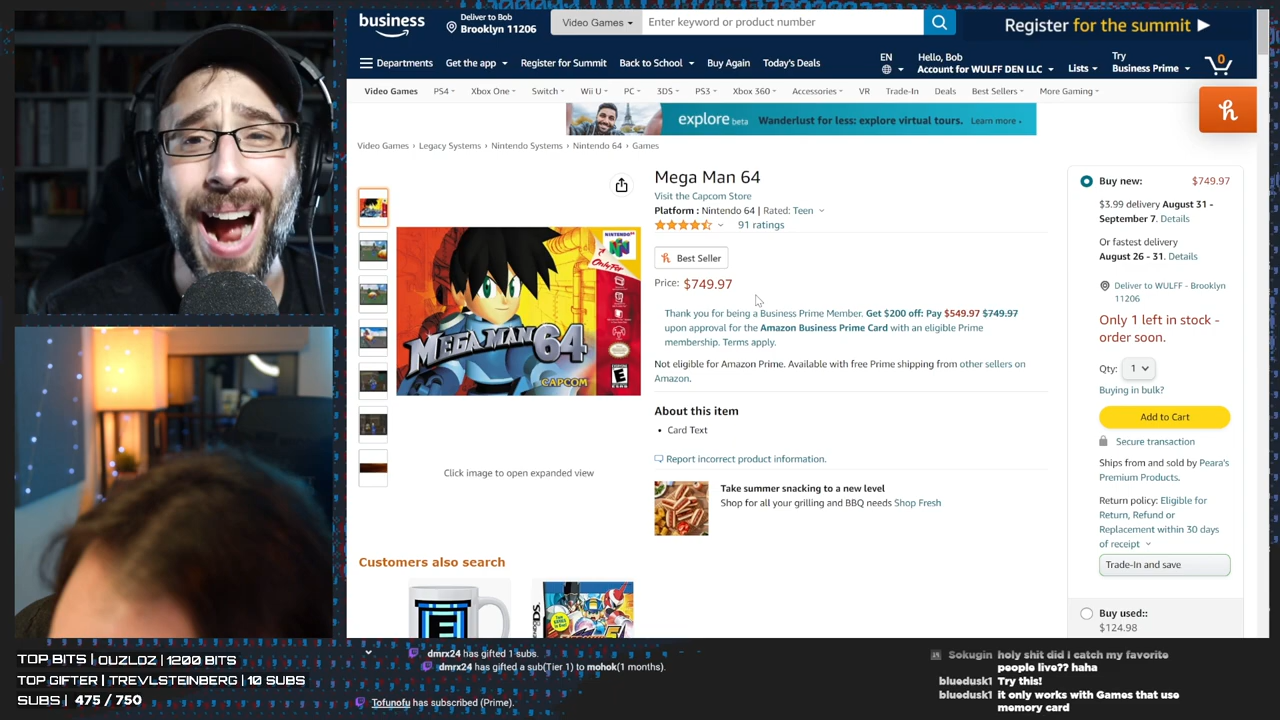 business
Deliver to Bob
Brooklyn 11206
Video Games
Enter keyword or product number
Register for the summit
Departments
Get the app
Register for Summit
Back to School
Buy Again
Today's Deals
EN
Hello, Bob
Account for WULFF DEN LLC
Lists
Try
Business Prime
0
Video Games
PS4
Xbox One
Switch
Wii U
PC
3DS
PS3
Xbox 360
Accessories
VR
Trade-In
Deals
Best Sellers
More Gaming
explore beta
Wanderlust for less: explore virtual tours.
Learn more
Video Games › Legacy Systems › Nintendo Systems › Nintendo 64 › Games
Mega Man 64
Visit the Capcom Store
Platform : Nintendo 64 | Rated: Teen
91 ratings
Best Seller
Price: $749.97
Thank you for being a Business Prime Member. Get $200 off: Pay $549.97 $749.97
upon approval for the Amazon Business Prime Card with an eligible Prime
membership. Terms apply.
Not eligible for Amazon Prime. Available with free Prime shipping from other sellers on
Amazon.
About this item
• Card Text
Report incorrect product information.
Take summer snacking to a new level
Shop for all your grilling and BBQ needs Shop Fresh
NINTENDO 64
Only For
MEGA MAN 64
CAPCOM
Click image to open expanded view
Customers also search
Buy new:
$749.97
$3.99 delivery August 31 -
September 7. Details
Or fastest delivery
August 26 - 31. Details
Deliver to WULFF - Brooklyn
11206
Only 1 left in stock -
order soon.
Qty: 1
Buying in bulk?
Add to Cart
Secure transaction
Ships from and sold by Peara's
Premium Products.
Return policy: Eligible for
Return, Refund or
Replacement within 30 days
of receipt
Trade-In and save
Buy used::
$124.98
TOP BITS | OUZLDZ | 1200 BITS
TOP GIFTER | TREVLSTEINBERG | 10 SUBS
SUBS | 475 / 750
dmrx24 has gifted 1 subs.
dmrx24 has gifted a sub(Tier 1) to mohok(1 months).
Tofunofu has subscribed (Prime).
Sokugin holy shit did i catch my favorite
people live?? haha
bluedusk1 Try this!
bluedusk1 it only works with Games that use
memory card